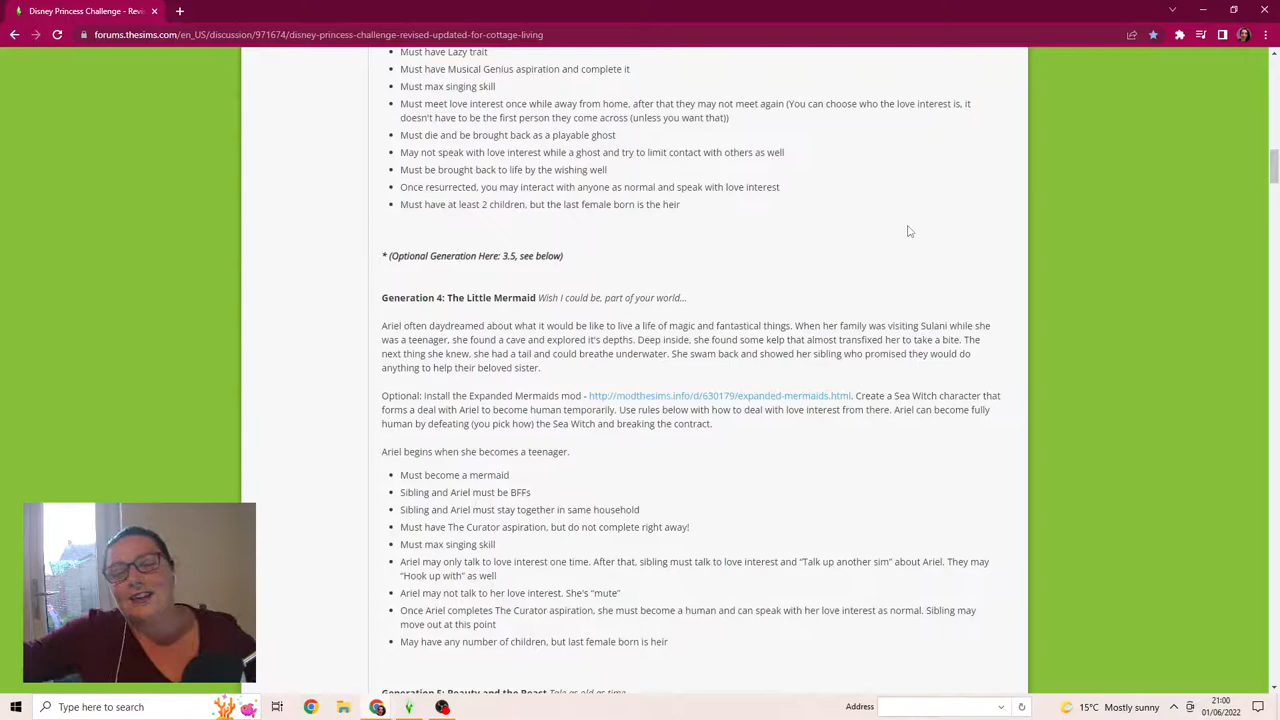 Disney Princess Challenge - Rev
forums.thesims.com/en_US/discussion/971674/disney-princess-challenge-revised-updated-for-cottage-living
Must have Lazy trait
Must have Musical Genius aspiration and complete it
Must max singing skill
Must meet love interest once while away from home, after that they may not meet again (You can choose who the love interest is, it
doesn't have to be the first person they come across (unless you want that))
Must die and be brought back as a playable ghost
May not speak with love interest while a ghost and try to limit contact with others as well
Must be brought back to life by the wishing well
Once resurrected, you may interact with anyone as normal and speak with love interest
Must have at least 2 children, but the last female born is the heir
* (Optional Generation Here: 3.5, see below)
Generation 4: The Little Mermaid Wish I could be, part of your world...
Ariel often daydreamed about what it would be like to live a life of magic and fantastical things. When her family was visiting Sulani while she
was a teenager, she found a cave and explored it's depths. Deep inside, she found some kelp that almost transfixed her to take a bite. The
next thing she knew, she had a tail and could breathe underwater. She swam back and showed her sibling who promised they would do
anything to help their beloved sister.
Optional: install the Expanded Mermaids mod - http://modthesims.info/d/630179/expanded-mermaids.html. Create a Sea Witch character that
forms a deal with Ariel to become human temporarily. Use rules below with how to deal with love interest from there. Ariel can become fully
human by defeating (you pick how) the Sea Witch and breaking the contract.
Ariel begins when she becomes a teenager.
Must become a mermaid
Sibling and Ariel must be BFFs
Sibling and Ariel must stay together in same household
Must have The Curator aspiration, but do not complete right away!
Must max singing skill
Ariel may only talk to love interest one time. After that, sibling must talk to love interest and “Talk up another sim” about Ariel. They may
“Hook up with” as well
Ariel may not talk to her love interest. She's “mute”
Once Ariel completes The Curator aspiration, she must become a human and can speak with her love interest as normal. Sibling may
move out at this point
May have any number of children, but last female born is heir
Generation 5: Beauty and the Beast Tale as old as time
Type here to search
Address
15°C Mostly sunny
21:00
01/06/2022